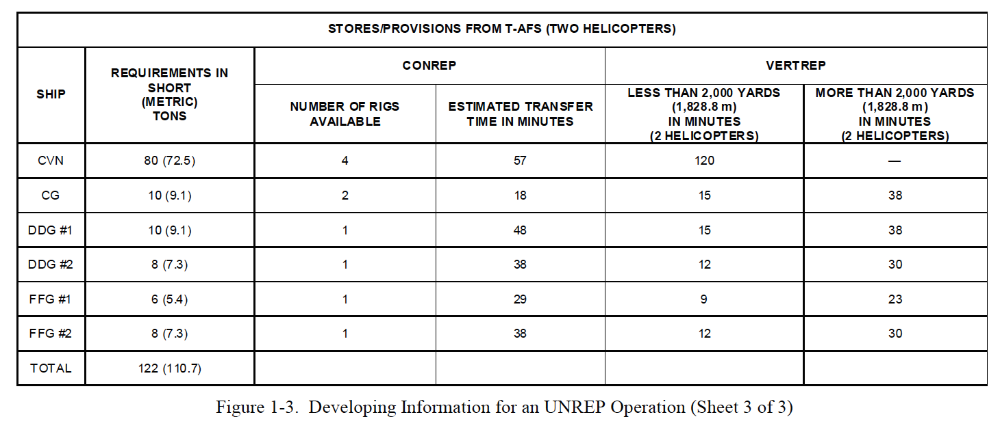 STORES/PROVISIONS FROM T-AFS (TWO HELICOPTERS)
SHIP
REQUIREMENTS IN
SHORT
(METRIC)
TONS
CONREP
VERTREP
NUMBER OF RIGS
AVAILABLE
ESTIMATED TRANSFER
TIME IN MINUTES
LESS THAN 2,000 YARDS
(1,828.8 m)
IN MINUTES
(2 HELICOPTERS)
MORE THAN 2,000 YARDS
(1,828.8 m)
IN MINUTES
(2 HELICOPTERS)
CVN 80 (72.5) 4 57 120 —
CG 10 (9.1) 2 18 15 38
DDG #1 10 (9.1) 1 48 15 38
DDG #2 8 (7.3) 1 38 12 30
FFG #1 6 (5.4) 1 29 9 23
FFG #2 8 (7.3) 1 38 12 30
TOTAL 122 (110.7)
Figure 1-3. Developing Information for an UNREP Operation (Sheet 3 of 3)